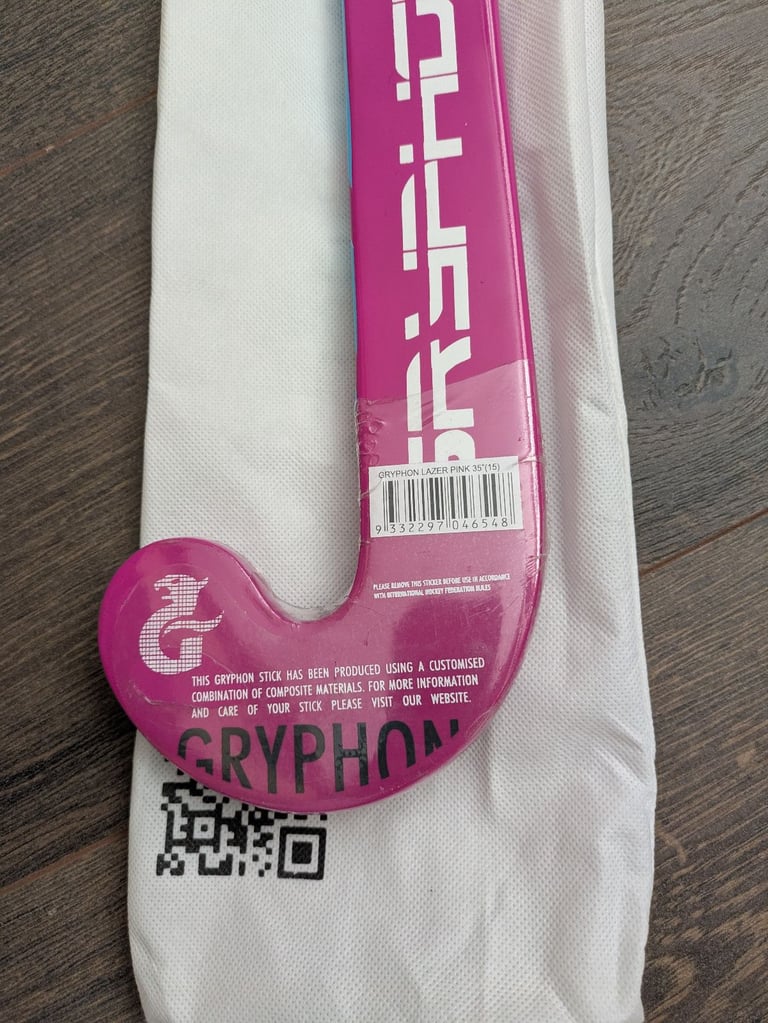 GRYPHO
GRYPHON.LAZER PINK 35"(15)
9 332297 046548
PLEASE REMOVE THIS STICKER BEFORE USE IN ACCORDANCE
WITH INTERNATIONAL HOCKEY FEDERATION RULES
G
THIS GRYPHON STICK HAS BEEN PRODUCED USING A CUSTOMISED
COMBINATION OF COMPOSITE MATERIALS. FOR MORE INFORMATION
AND CARE OF YOUR STICK PLEASE VISIT OUR WEBSITE.
GRYPHON